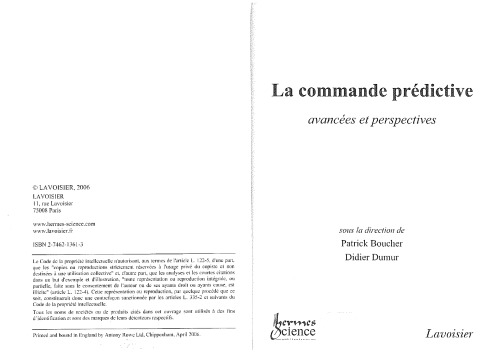 © LAVOISIER, 2006
LAVOISIER
11, rue Lavoisier
75008 Paris
www.hermes-science.com
www.lavoisier.fr
ISBN 2-7462-1361-3
Le Code de la propriété intellectuelle n'autorisant, aux termes de l'article L. 122-5, d'une part,
que les "copies ou reproductions strictement réservées à l'usage privé du copiste et non
destinées à une utilisation collective" et, d'autre part, que les analyses et les courtes citations
dans un but d'exemple et d'illustration, "toute représentation ou reproduction intégrale, ou
partielle, faite sans le consentement de l'auteur ou de ses ayants droit ou ayants cause, est
illicite" (article L. 122-4). Cette représentation ou reproduction, par quelque procédé que ce
soit, constituerait donc une contrefaçon sanctionnée par les articles L. 335-2 et suivants du
Code de la propriété intellectuelle.
Tous les noms de sociétés ou de produits cités dans cet ouvrage sont utilisés à des fins
d'identification et sont des marques de leurs détenteurs respectifs.
Printed and bound in England by Antony Rowe Ltd, Chippenham, April 2006.
La commande prédictive
avancées et perspectives
sous la direction de
Patrick Boucher
Didier Dumur
hermes
Science
Lavoisier